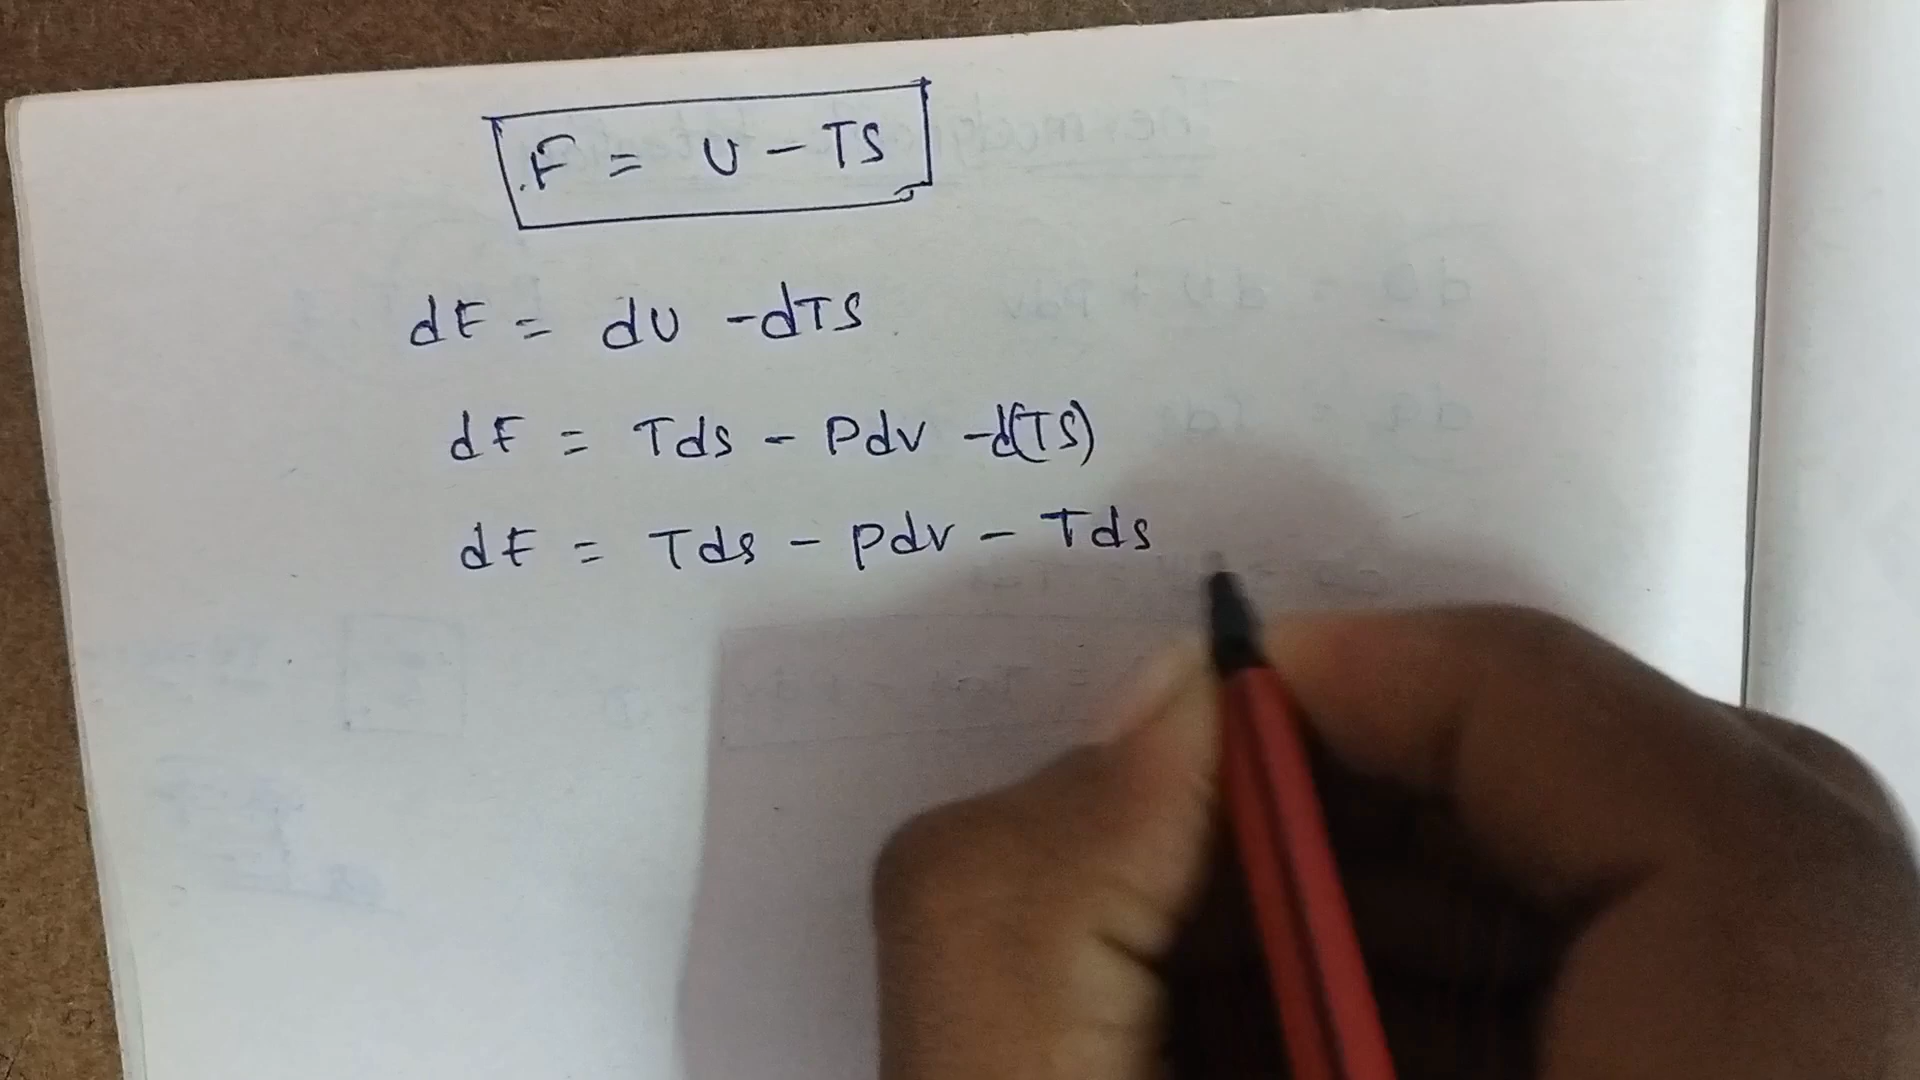 F = U - TS
dF = dU - dTS
dF = Tds - Pdv - d(TS)
dF = Tds - pdv - Tds